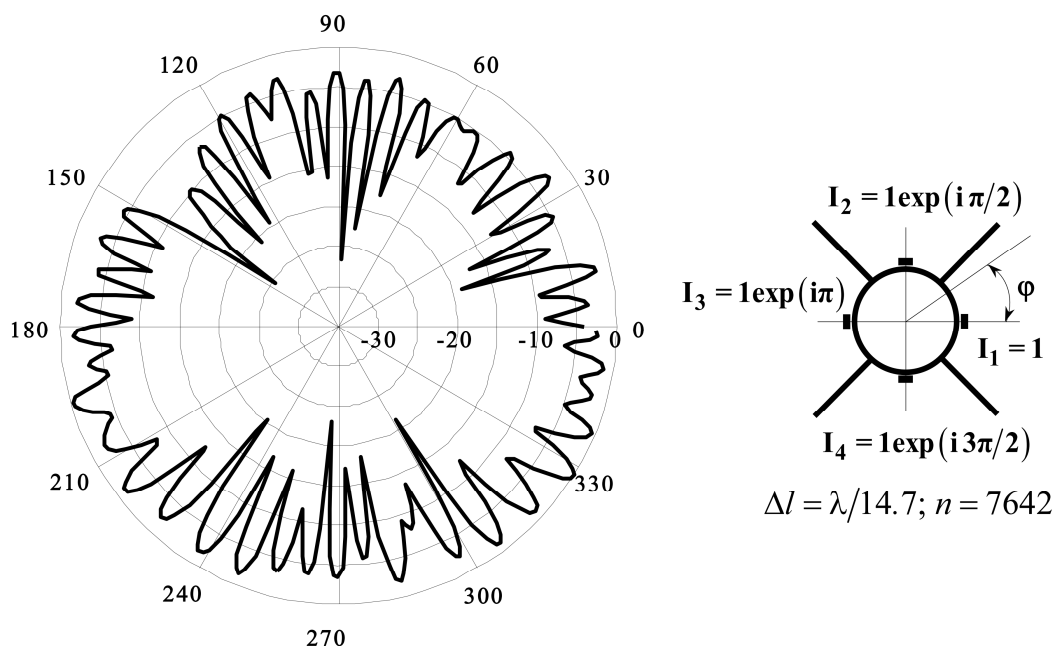 90
120
60
150
30
I₂ = 1exp(i π/2)
I₃ = 1exp(iπ)
φ
180
-30
-20
-10
0
0
I₁ = 1
I₄ = 1exp(i 3π/2)
210
330
Δl = λ/14.7; n = 7642
240
300
270